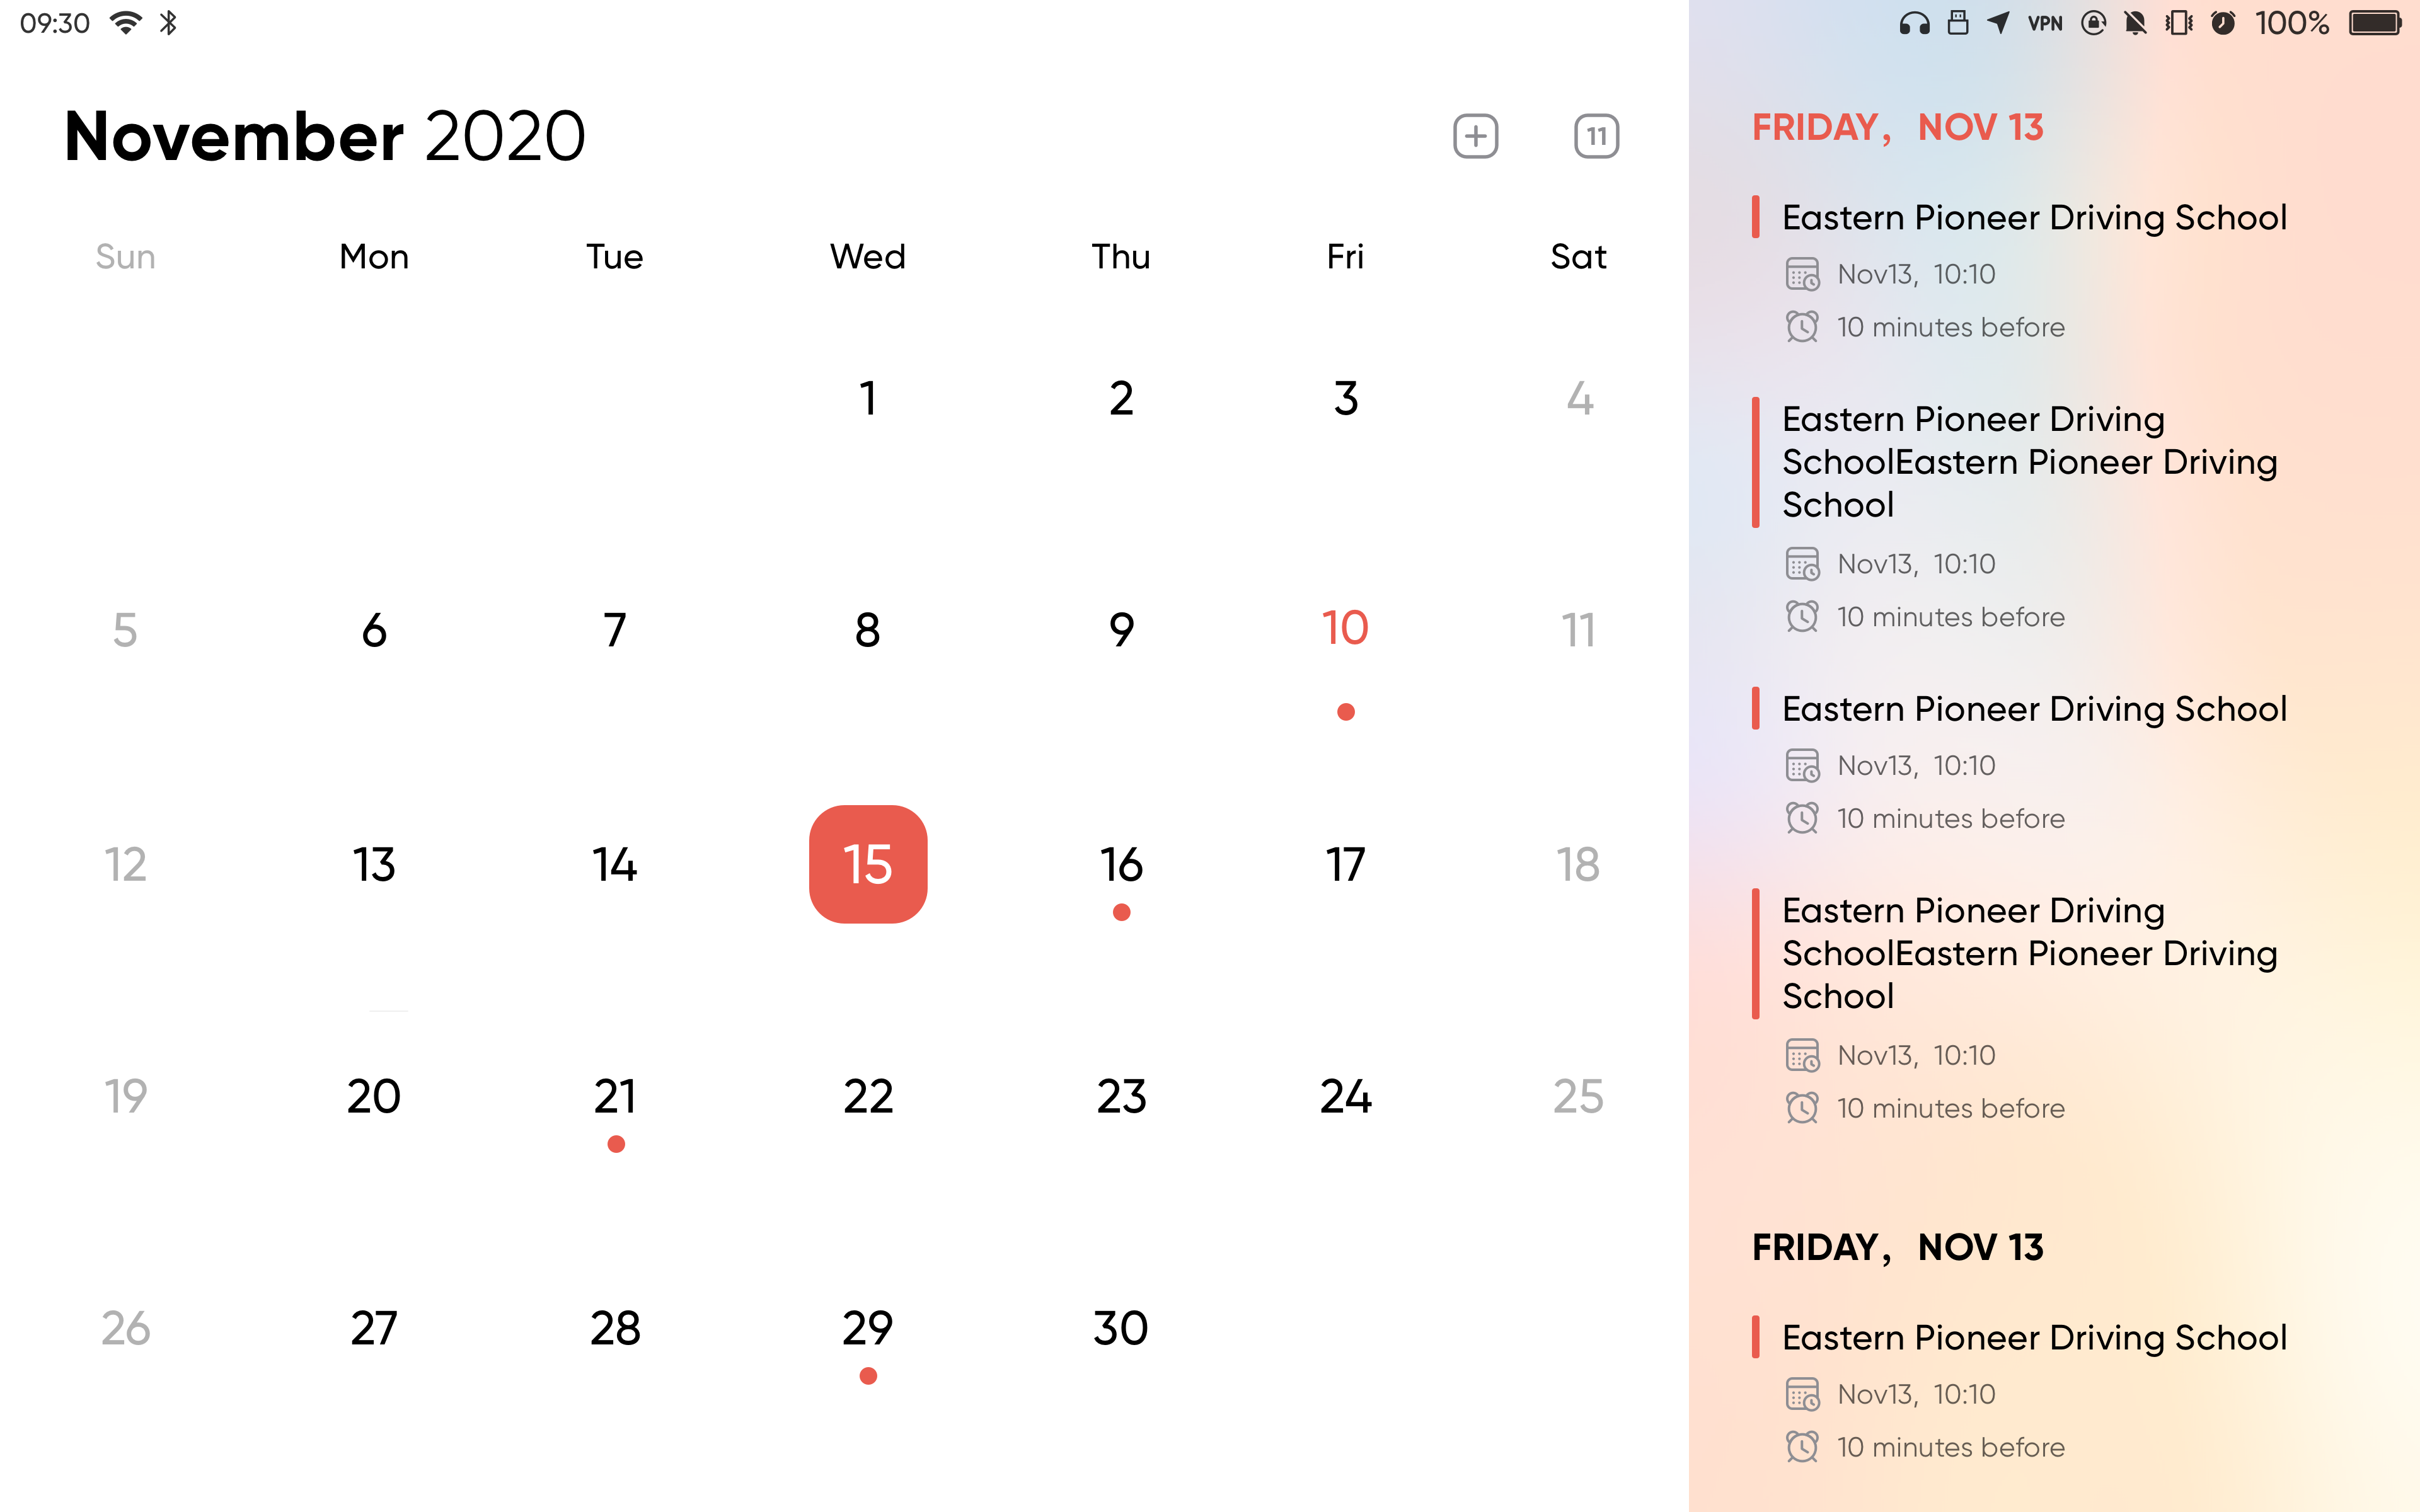 09:30
VPN 100%
November 2020
11
Sun Mon Tue Wed Thu Fri Sat
1 2 3 4
5 6 7 8 9 10 11
12 13 14 15 16 17 18
19 20 21 22 23 24 25
26 27 28 29 30
FRIDAY, NOV 13
Eastern Pioneer Driving School
Nov13, 10:10
10 minutes before
Eastern Pioneer Driving
SchoolEastern Pioneer Driving
School
Nov13, 10:10
10 minutes before
Eastern Pioneer Driving School
Nov13, 10:10
10 minutes before
Eastern Pioneer Driving
SchoolEastern Pioneer Driving
School
Nov13, 10:10
10 minutes before
FRIDAY, NOV 13
Eastern Pioneer Driving School
Nov13, 10:10
10 minutes before